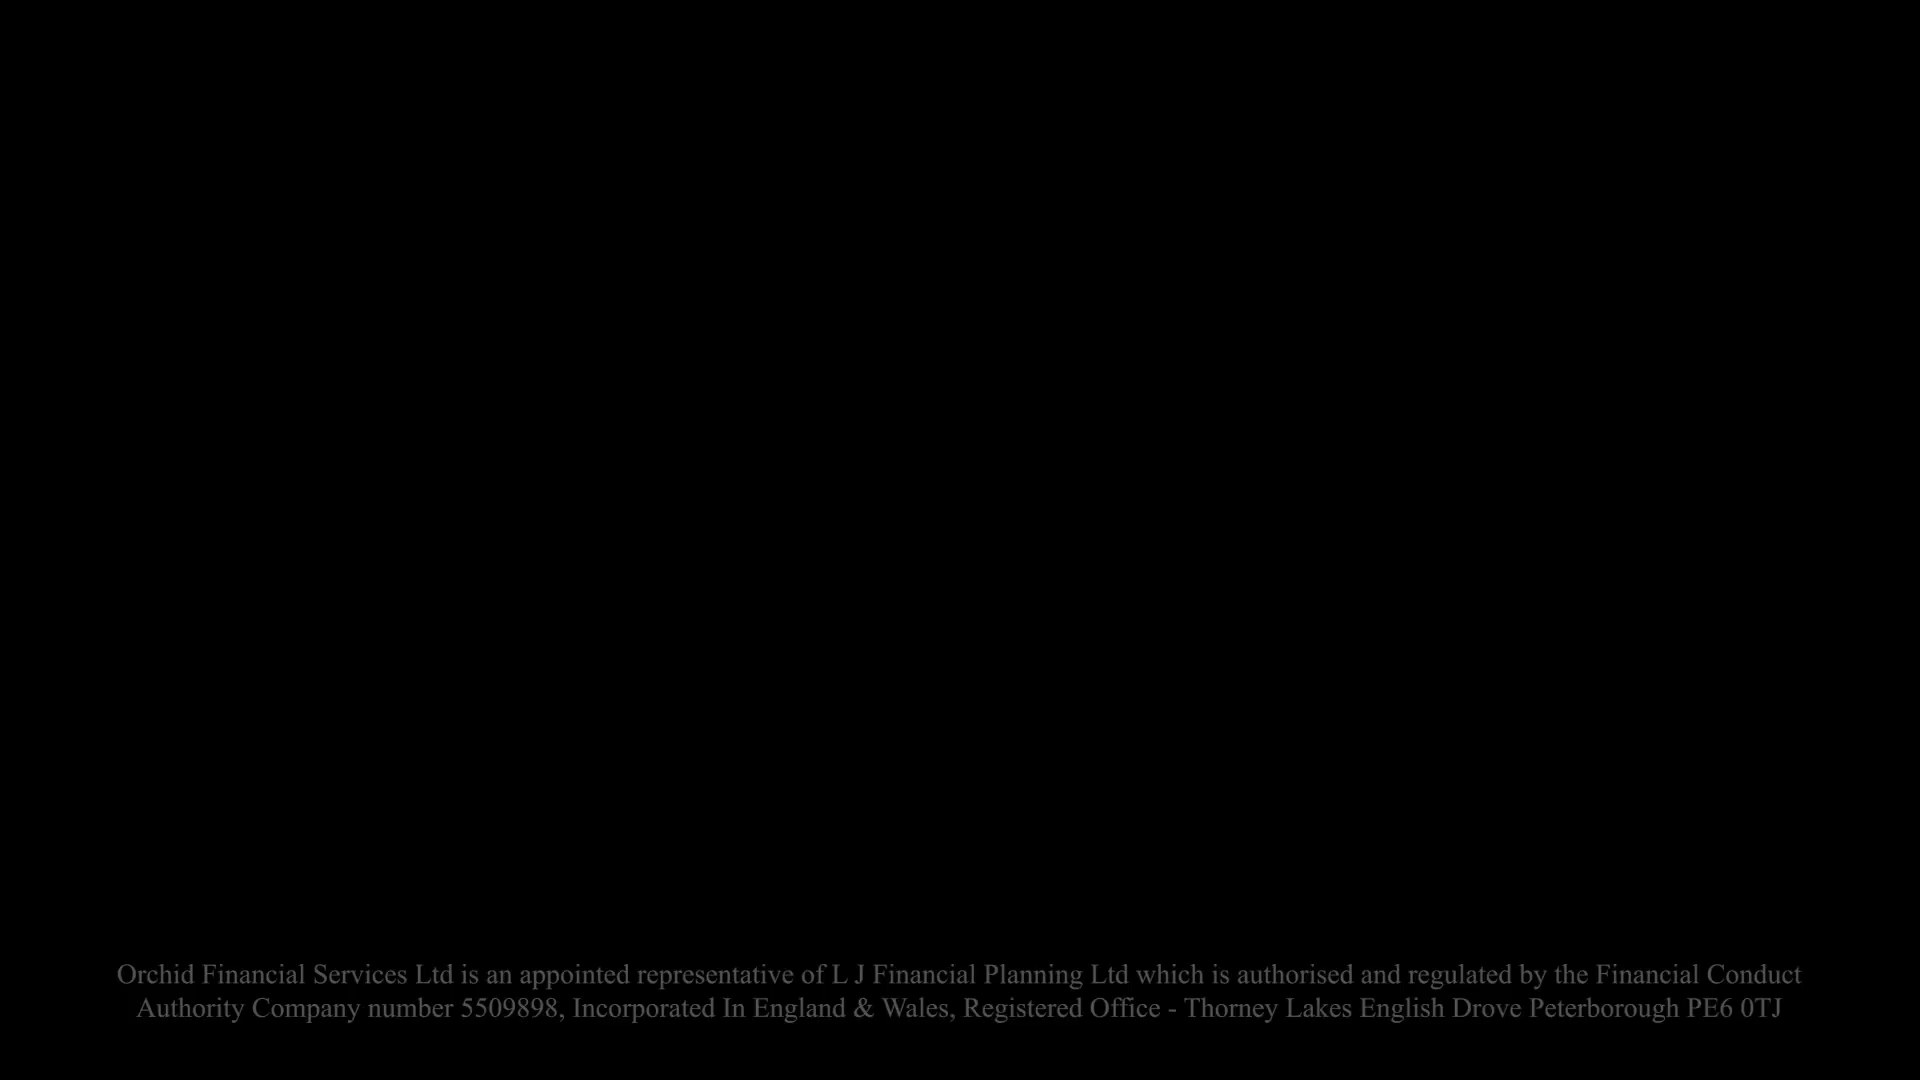 Orchid Financial Services Ltd is an appointed representative of L J Financial Planning Ltd which is authorised and regulated by the Financial Conduct
Authority Company number 5509898, Incorporated In England & Wales, Registered Office - Thorney Lakes English Drove Peterborough PE6 0TJ